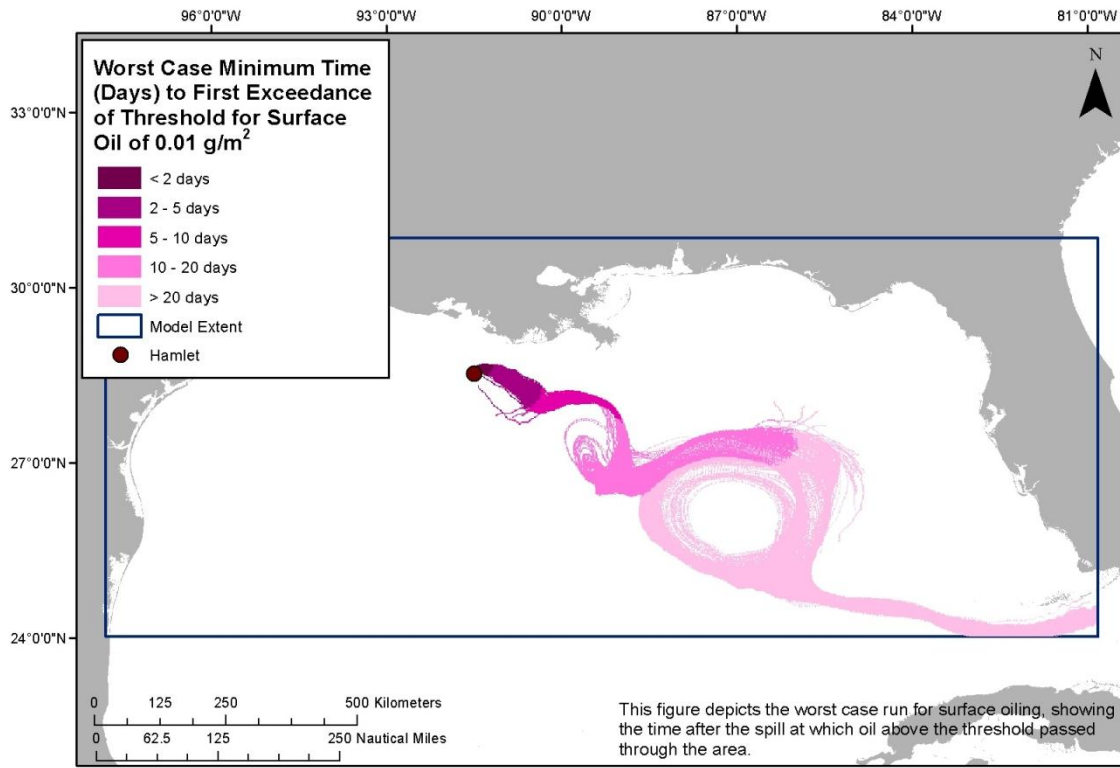 96°0'0"W 93°0'0"W 90°0'0"W 87°0'0"W 84°0'0"W 81°0'0"W
Worst Case Minimum Time
(Days) to First Exceedance
of Threshold for Surface
Oil of 0.01 g/m²
< 2 days
2 - 5 days
5 - 10 days
10 - 20 days
> 20 days
Model Extent
Hamlet
N
33°0'0"N
30°0'0"N
27°0'0"N
24°0'0"N
0 125 250 500 Kilometers
0 62.5 125 250 Nautical Miles
This figure depicts the worst case run for surface oiling, showing
the time after the spill at which oil above the threshold passed
through the area.